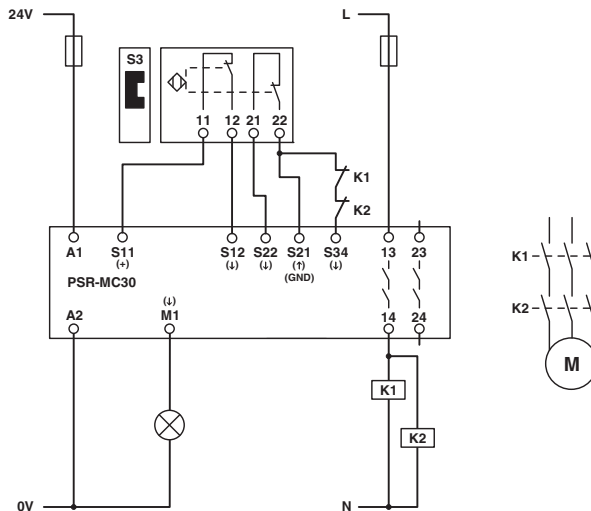 24V
L
S3
11 12 21 22
K1
K2
A1 S11 S12 S22 S21 S34 13 23
(+) (↓) (↓) (↑) (↓)
(GND)
PSR-MC30
(↓)
A2 M1 14 24
K1
K2
0V
N
K1
K2
M